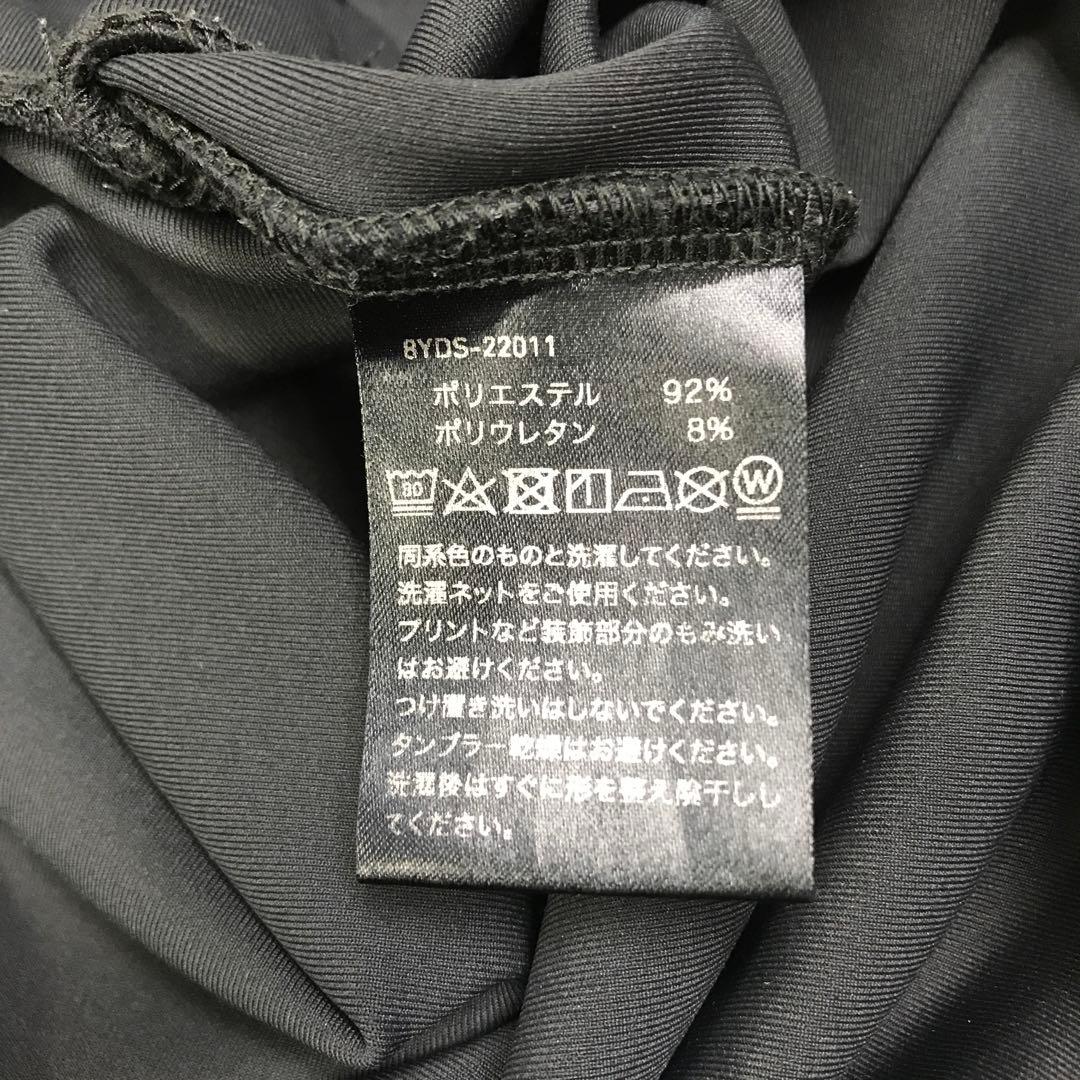 8YDS-22011
ポリエステル 92%
ポリウレタン 8%
30 W
同系色のものと洗濯してください。
洗濯ネットをご使用ください。
プリントなど装飾部分のもみ洗い
はお避けください。
つけ置き洗いはしないでください。
タンブラー乾燥はお避けください。
洗濯後はすぐに形を整え陰干しし
てください。